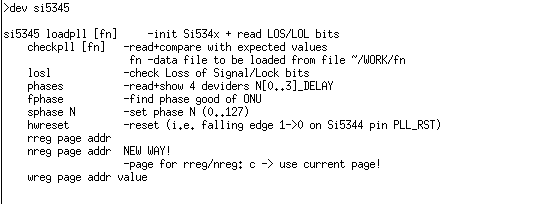 >dev si5345
si5345 loadpll [fn]     -init Si534x + read LOS/LOL bits
checkpll [fn]   -read+compare with expected values
fn -data file to be loaded from file ~/WORK/fn
losl            -check Loss of Signal/Lock bits
phases          -read+show 4 deviders N[0..3]_DELAY
fphase          -find phase good of ONU
sphase N        -set phase N (0..127)
hwreset         -reset (i.e. falling edge 1->0 on Si5344 pin PLL_RST)
rreg page addr
nreg page addr  NEW WAY!
-page for rreg/nreg: c -> use current page!
wreg page addr value